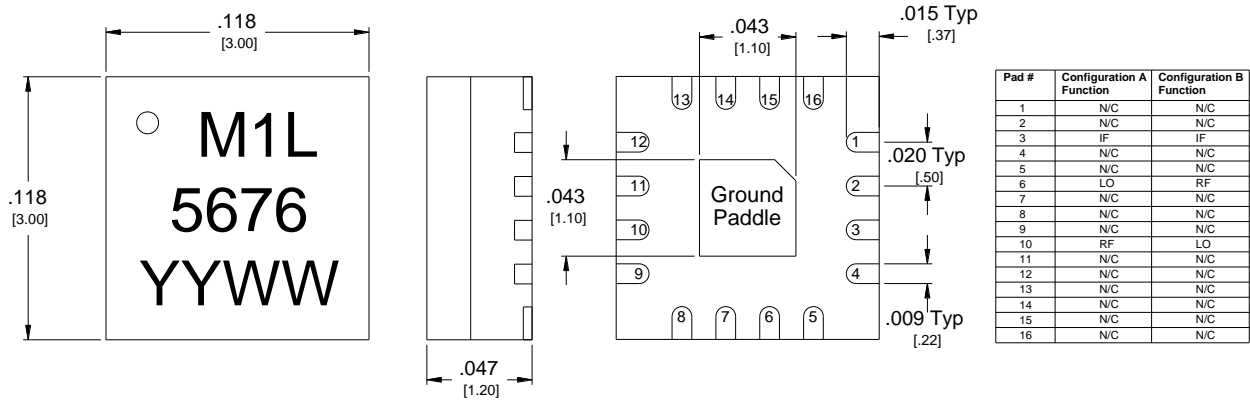 .118
[3.00]
.118
[3.00]
M1L
5676
YYWW
.047
[1.20]
.043
[1.10]
.015 Typ
[.37]
13 14 15 16
12
11
10
9
1
2
3
4
8 7 6 5
.043
[1.10]
Ground
Paddle
.020 Typ
[.50]
.009 Typ
[.22]
Pad # Configuration A Function Configuration B Function
1 N/C N/C
2 N/C N/C
3 IF IF
4 N/C N/C
5 N/C N/C
6 LO RF
7 N/C N/C
8 N/C N/C
9 N/C N/C
10 RF LO
11 N/C N/C
12 N/C N/C
13 N/C N/C
14 N/C N/C
15 N/C N/C
16 N/C N/C